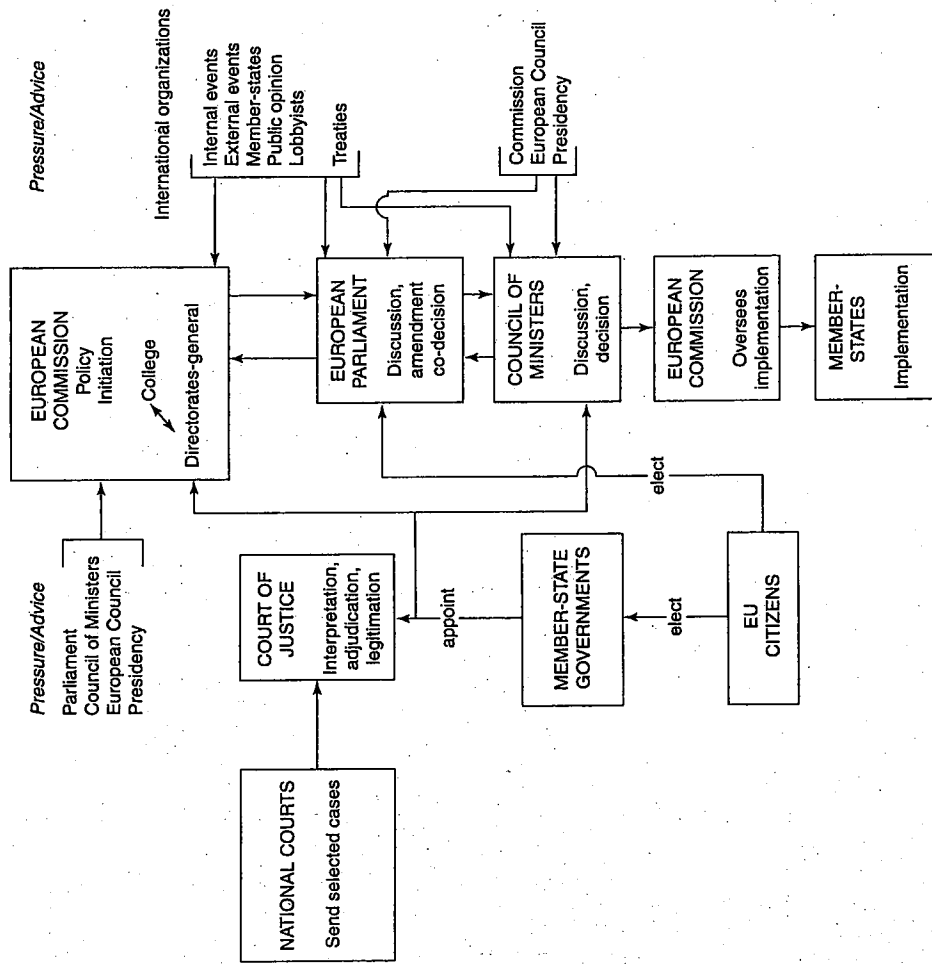 Pressure/Advice
Parliament
Council of Ministers
European Council
Presidency
EUROPEAN
COMMISSION
Policy
Initiation
College
Directorates-general
Pressure/Advice
International organizations
Internal events
External events
Member-states
Public opinion
Lobbyists
Treaties
NATIONAL COURTS
Send selected cases
COURT OF
JUSTICE
Interpretation,
adjudication,
legitimation
EUROPEAN
PARLIAMENT
Discussion,
amendment
co-decision
appoint
COUNCIL OF
MINISTERS
Discussion,
decision
Commission
European Council
Presidency
MEMBER-STATE
GOVERNMENTS
elect
elect
EUROPEAN
COMMISSION
Oversees
implementation
EU
CITIZENS
MEMBER-
STATES
Implementation